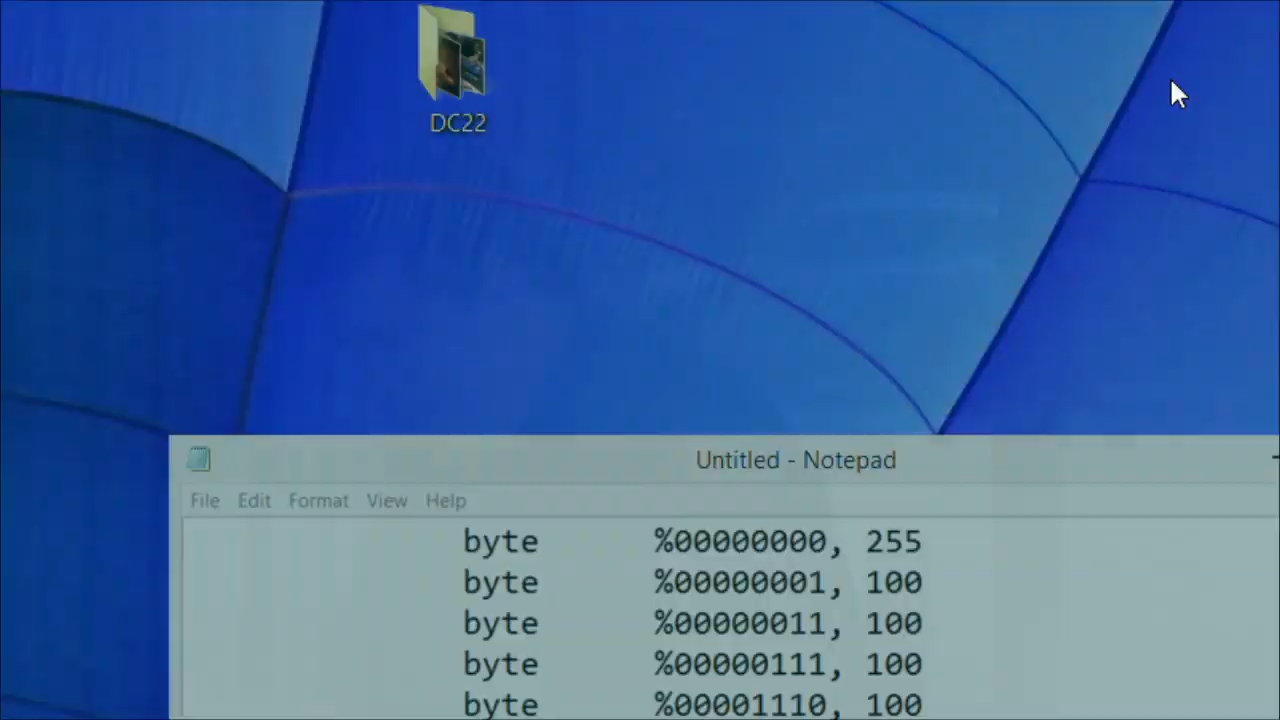 DC22
Untitled - Notepad
File Edit Format View Help
byte %00000000, 255
byte %00000001, 100
byte %00000011, 100
byte %00000111, 100
byte %00001110, 100